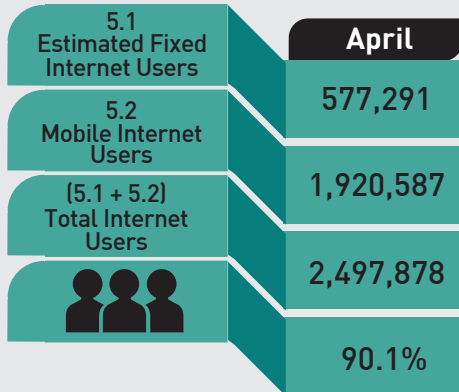 5.1
Estimated Fixed
Internet Users
April
577,291
5.2
Mobile Internet
Users
1,920,587
(5.1 + 5.2)
Total Internet
Users
2,497,878
90.1%